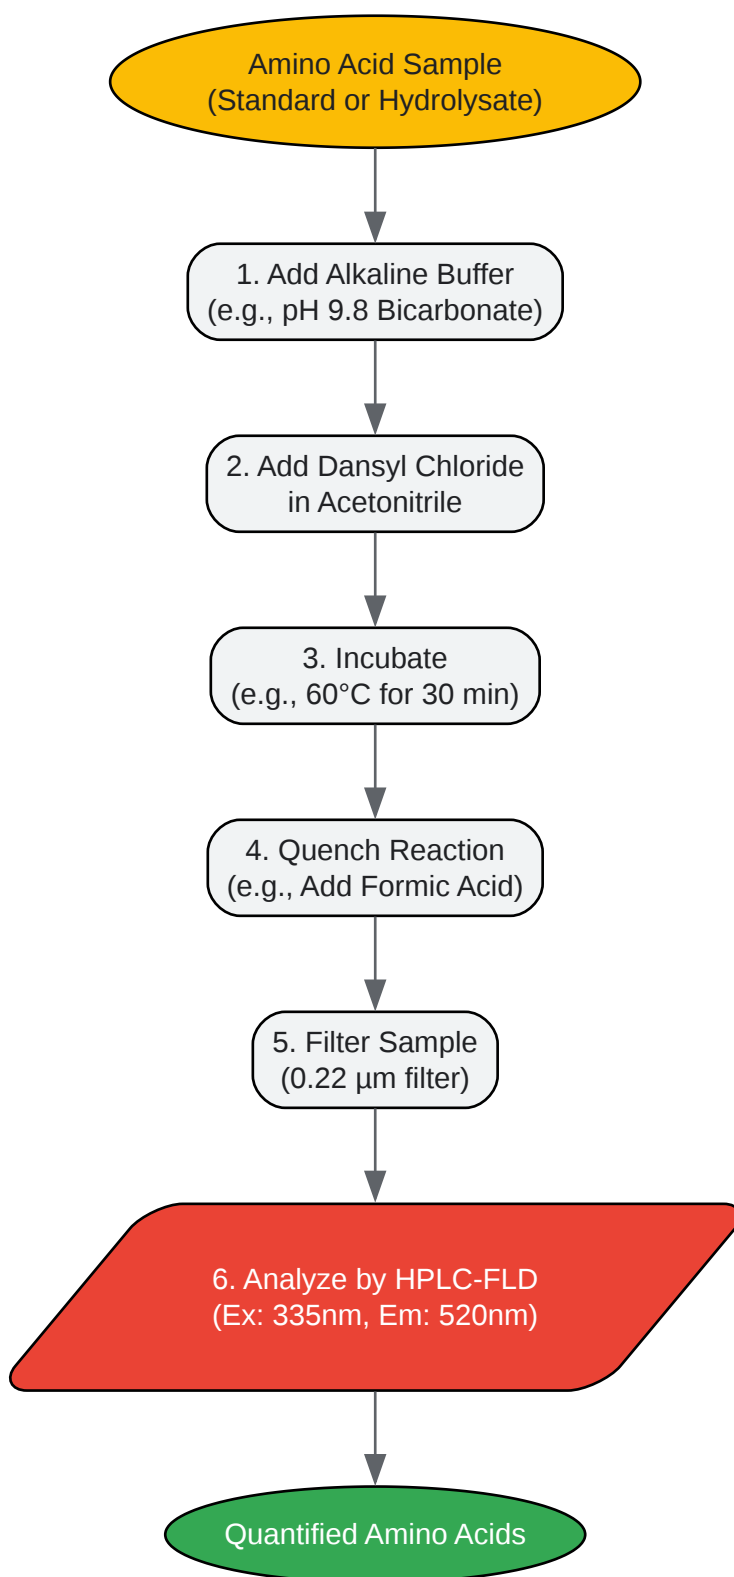 Amino Acid Sample
(Standard or Hydrolysate)
1. Add Alkaline Buffer
(e.g., pH 9.8 Bicarbonate)
2. Add Dansyl Chloride
in Acetonitrile
3. Incubate
(e.g., 60°C for 30 min)
4. Quench Reaction
(e.g., Add Formic Acid)
5. Filter Sample
(0.22 µm filter)
6. Analyze by HPLC-FLD
(Ex: 335nm, Em: 520nm)
Quantified Amino Acids